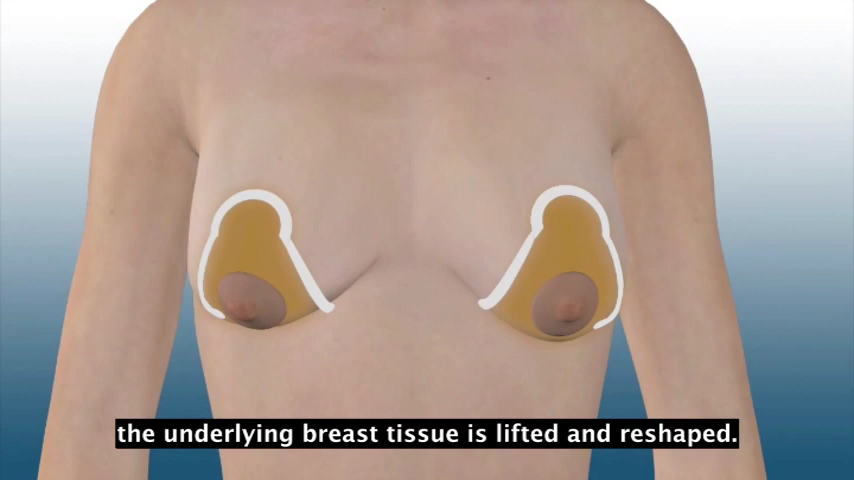 the underlying breast tissue is lifted and reshaped.